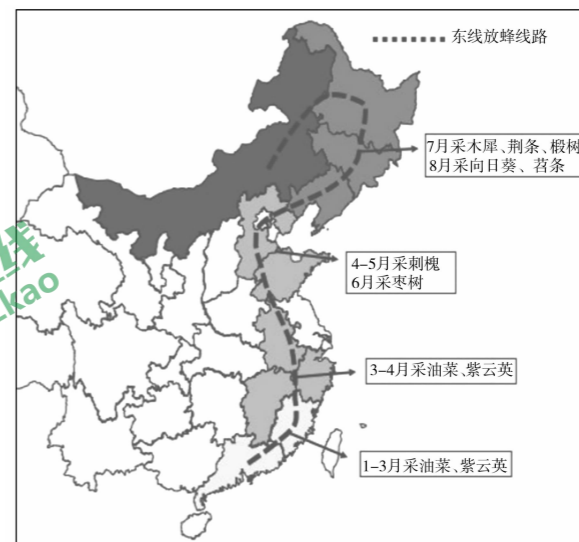 东线放蜂线路
7月采木犀、荆条、椴树
8月采向日葵、苕条
4-5月采刺槐
6月采枣树
3-4月采油菜、紫云英
1-3月采油菜、紫云英
线
kao